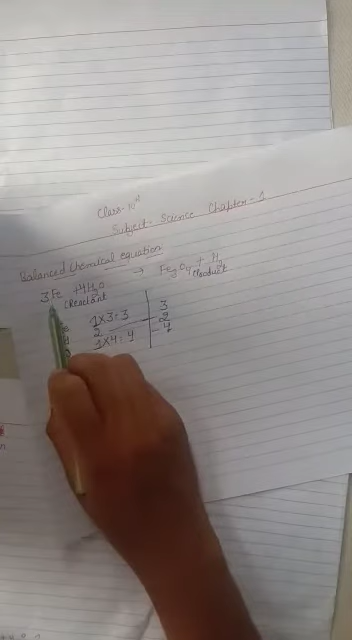 Class-10th
Subject- Science Chapter-1
Balanced Chemical equation
3Fe + 4H2O → Fe3O4 + H2
(Reactant Product
1x3=3 3
2 2
1x4=4 4